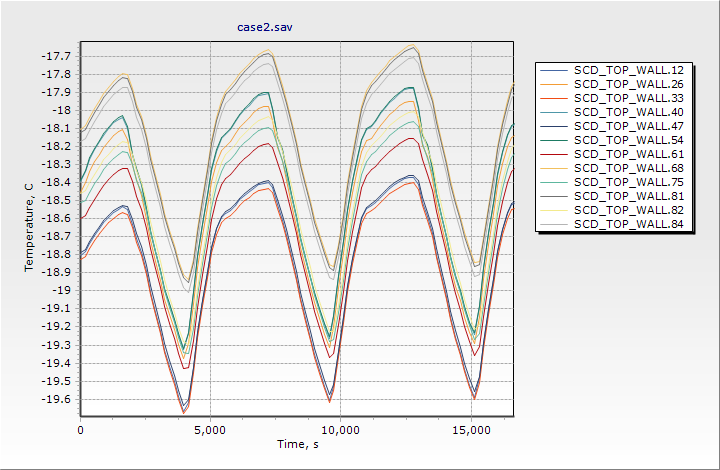 case2.sav
Temperature, C
-17.7
-17.8
-17.9
-18
-18.1
-18.2
-18.3
-18.4
-18.5
-18.6
-18.7
-18.8
-18.9
-19
-19.1
-19.2
-19.3
-19.4
-19.5
-19.6
0
5,000
10,000
15,000
Time, s
SCD_TOP_WALL.12
SCD_TOP_WALL.26
SCD_TOP_WALL.33
SCD_TOP_WALL.40
SCD_TOP_WALL.47
SCD_TOP_WALL.54
SCD_TOP_WALL.61
SCD_TOP_WALL.68
SCD_TOP_WALL.75
SCD_TOP_WALL.81
SCD_TOP_WALL.82
SCD_TOP_WALL.84